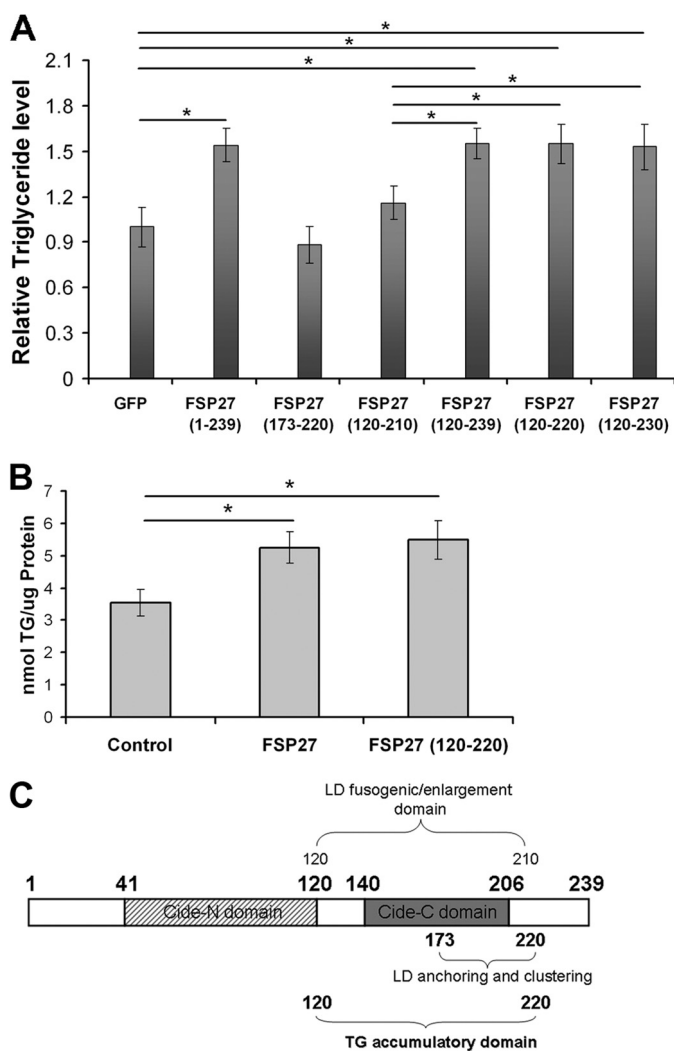 A
*
*
*
*
*
*
*
2.1
1.8
1.5
1.2
0.9
0.6
0.3
0
Relative Triglyceride level
GFP FSP27 FSP27 FSP27 FSP27 FSP27 FSP27
(1-239) (173-220) (120-210) (120-239) (120-220) (120-230)
B
*
*
7
6
5
4
3
2
1
0
nmol TG/ug Protein
Control FSP27 FSP27 (120-220)
C
LD fusogenic/enlargement
domain
120 210
1 41 120 140 206 239
Cide-N domain Cide-C domain
173 220
LD anchoring and clustering
120 220
TG accumulatory domain